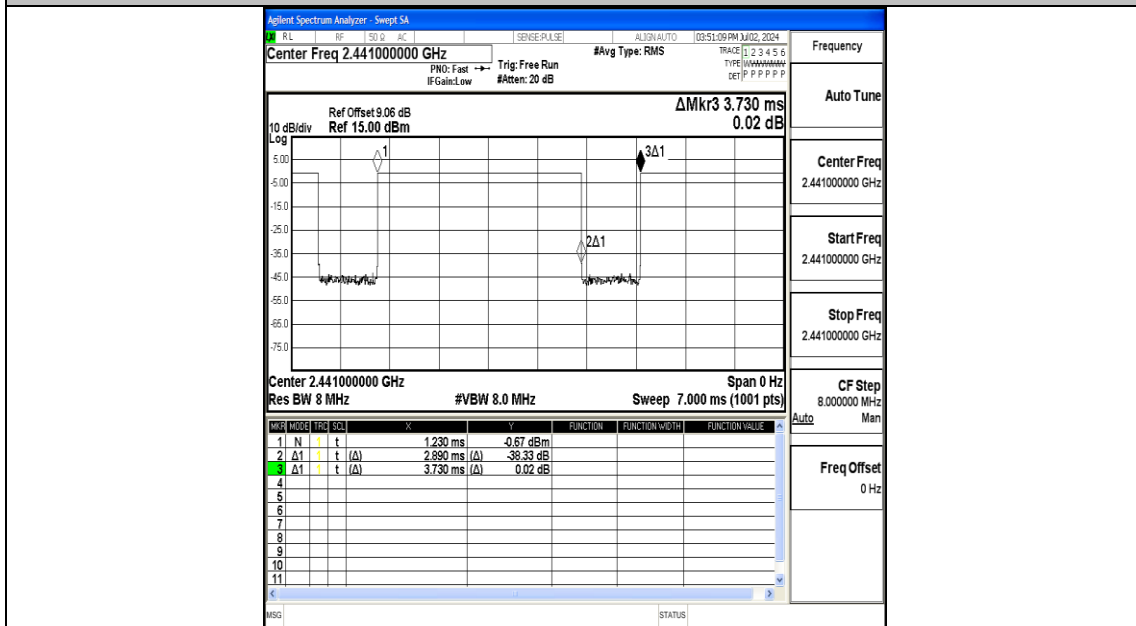 Agilent Spectrum Analyzer - Swept SA
RL RF 50 Ω AC SENSE:PULSE ALIGN AUTO 03:51:09 PM Jul 02, 2024
Center Freq 2.441000000 GHz
#Avg Type: RMS
TRACE 1 2 3 4 5 6
PNO: Fast Trig: Free Run
TYPE
IFGain:Low #Atten: 20 dB
DET P P P P P P
Frequency
Auto Tune
Center Freq
2.441000000 GHz
Start Freq
2.441000000 GHz
Stop Freq
2.441000000 GHz
CF Step
8.000000 MHz
Auto Man
Freq Offset
0 Hz
ΔMkr3 3.730 ms
0.02 dB
Ref Offset 9.06 dB
10 dB/div Ref 15.00 dBm
Log
5.00
-5.00
-15.0
-25.0
-35.0
-45.0
-55.0
-65.0
-75.0
1
3Δ1
2Δ1
Center 2.441000000 GHz Span 0 Hz
Res BW 8 MHz #VBW 8.0 MHz Sweep 7.000 ms (1001 pts)
MKR MODE TRC SCL X Y FUNCTION FUNCTION WIDTH FUNCTION VALUE
1 N 1 t 1.230 ms -0.67 dBm
2 Δ1 1 t (Δ) 2.890 ms (Δ) -38.33 dB
3 Δ1 1 t (Δ) 3.730 ms (Δ) 0.02 dB
4
5
6
7
8
9
10
11
MSG STATUS